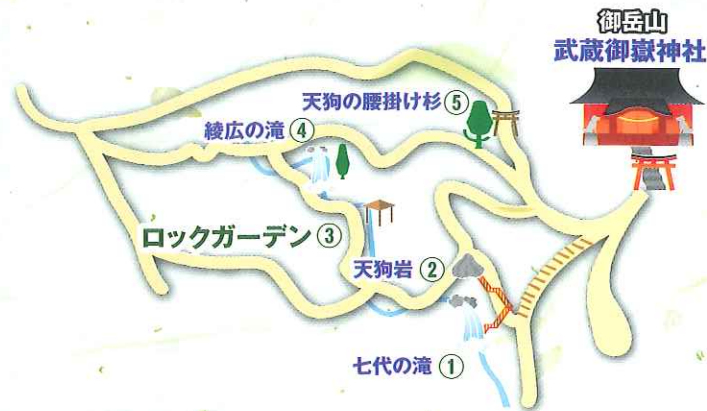 御岳山
武蔵御嶽神社
天狗の腰掛け杉⑤
綾広の滝④
ロックガーデン③
天狗岩②
七代の滝①